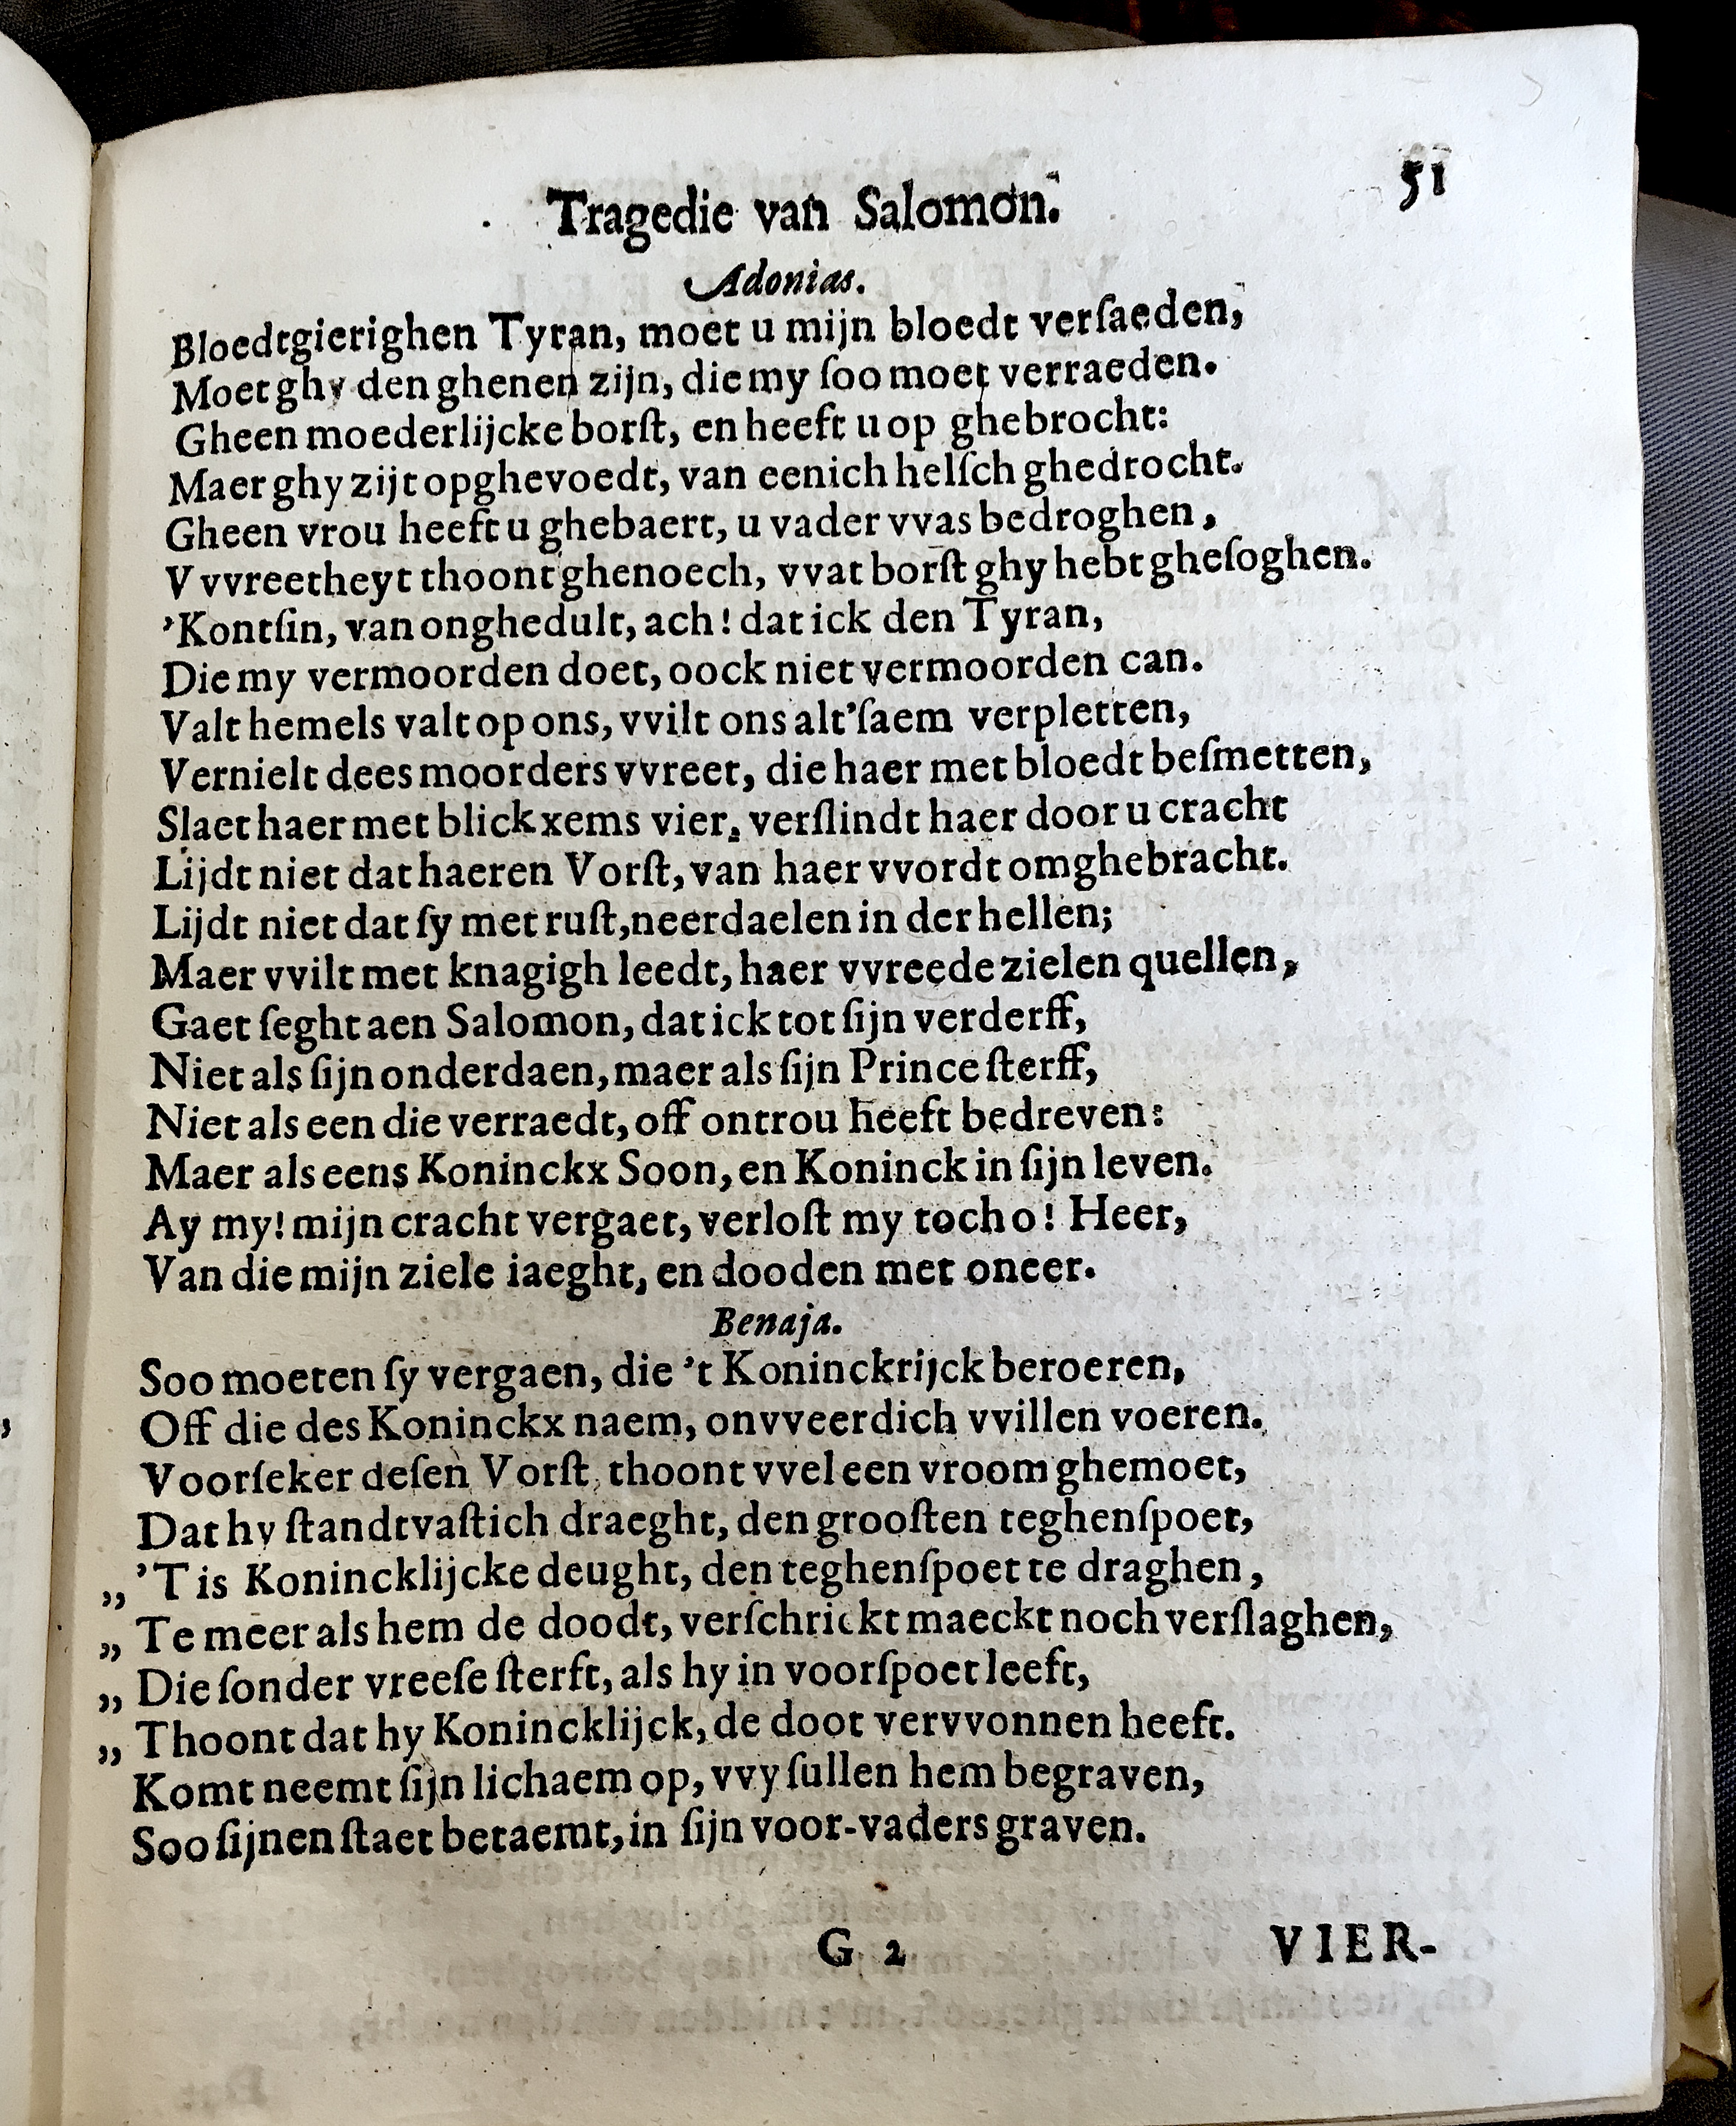 Tragedie van Salomon. 51
Adonias.
Bloedtgierighen Tyran, moet u mijn bloedt verſaeden,
Moet ghy den ghenen zijn, die my ſoo moet verraeden.
Gheen moederlijcke borſt, en heeft u op ghebrocht:
Maer ghy zijt opghevoedt, van eenich helſch ghedrocht.
Gheen vrou heeft u ghebaert, u vader vvas bedroghen,
V vvreetheyt thoont ghenoech, vvat borſt ghy hebt gheſoghen.
'Kontſin, van onghedult, ach! dat ick den Tyran,
Die my vermoorden doet, oock niet vermoorden can.
Valt hemels valt op ons, vvilt ons alt'ſaem verpletten,
Vernielt dees moorders vvreet, die haer met bloedt beſmetten,
Slaet haer met blickxems vier, verſlindt haer door u cracht
Lijdt niet dat haeren Vorſt, van haer vvordt omghebracht.
Lijdt niet dat ſy met ruſt, neerdaelen in der hellen;
Maer vvilt met knagigh leedt, haer vvreede zielen quellen,
Gaet ſeght aen Salomon, dat ick tot ſijn verderff,
Niet als ſijn onderdaen, maer als ſijn Prince ſterff,
Niet als een die verraedt, off ontrou heeft bedreven:
Maer als eens Koninckx Soon, en Koninck in ſijn leven.
Ay my! mijn cracht vergaet, verloſt my toch o! Heer,
Van die mijn ziele iaeght, en dooden met oneer.
Benaja.
Soo moeten ſy vergaen, die 't Koninckrijck beroeren,
Off die des Koninckx naem, onvveerdich vvillen voeren.
Voorſeker deſen Vorſt, thoont vvel een vroom ghemoet,
Dat hy ſtandtvaſtich draeght, den grooſten teghenſpoet,
„ 'T is Konincklijcke deught, den teghenſpoet te draghen,
„ Te meer als hem de doodt, verſchrickt maeckt noch verſlaghen,
„ Die ſonder vreeſe ſterft, als hy in voorſpoet leeft,
„ Thoont dat hy Konincklijck, de doot vervvonnen heeft.
Komt neemt ſijn lichaem op, vvy ſullen hem begraven,
Soo ſijnen ſtaet betaemt, in ſijn voor-vaders graven.
G 2 VIER-